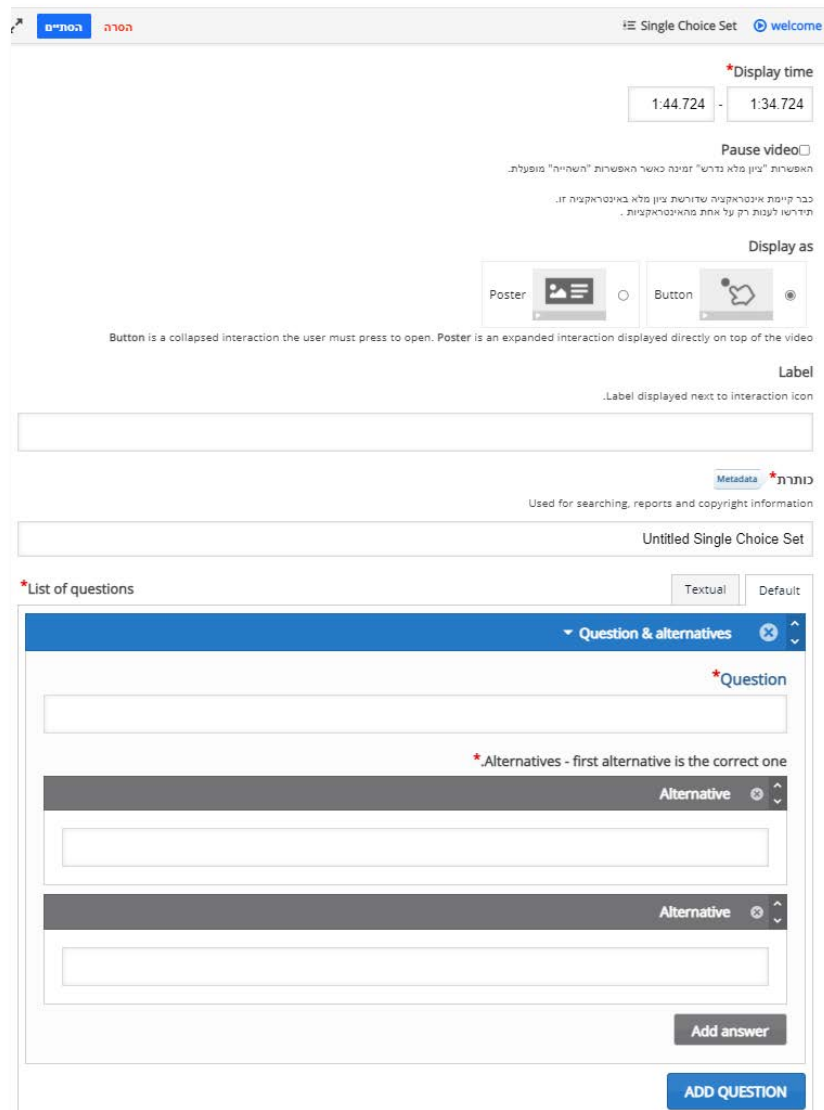 welcome Single Choice Set הסרה הסתיים
Display time*
1:34.724 - 1:44.724
Pause video
האפשרות "ציון מלא נדרש" זמינה כאשר האפשרות "השהייה" מופעלת.
כבר קיימת אינטראקציה שדורשת ציון מלא באינטראקציה זו.
תידרשו לענות רק על אחת מהאינטראקציות .
Display as
Button Poster
Button is a collapsed interaction the user must press to open. Poster is an expanded interaction displayed directly on top of the video
Label
.Label displayed next to interaction icon
כותרת* Metadata
Used for searching, reports and copyright information
Untitled Single Choice Set
List of questions*
Default Textual
Question & alternatives
Question*
Alternatives - first alternative is the correct one.*
Alternative
Alternative
Add answer
ADD QUESTION